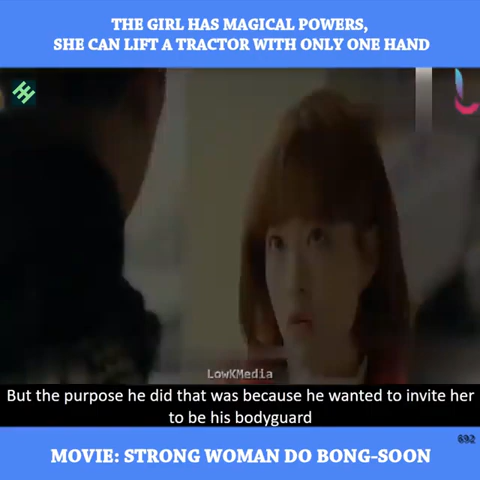 THE GIRL HAS MAGICAL POWERS,
SHE CAN LIFT A TRACTOR WITH ONLY ONE HAND
LowKMedia
But the purpose he did that was because he wanted to invite her
to be his bodyguard
692
MOVIE: STRONG WOMAN DO BONG-SOON